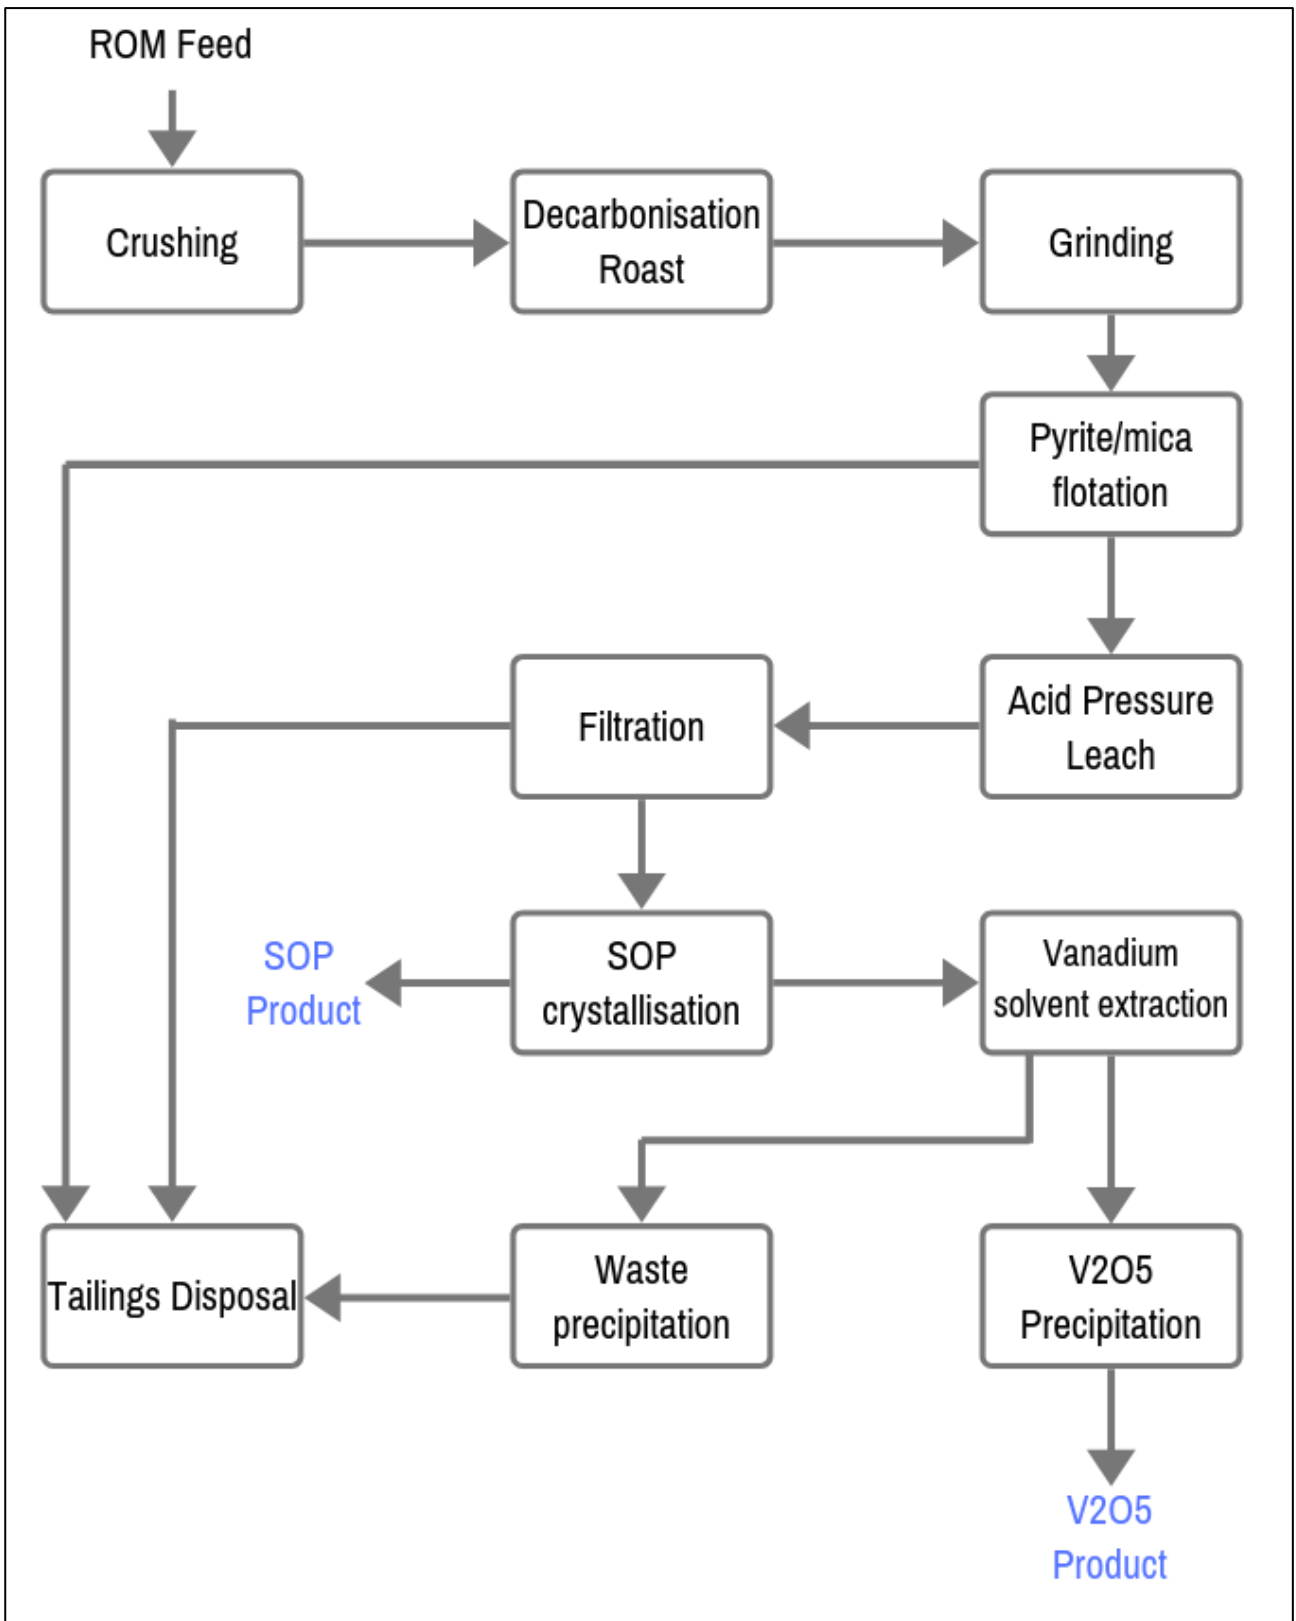 ROM Feed
Crushing
Decarbonisation
Roast
Grinding
Pyrite/mica
flotation
Filtration
Acid Pressure
Leach
SOP
Product
SOP
crystallisation
Vanadium
solvent extraction
Tailings Disposal
Waste
precipitation
V2O5
Precipitation
V2O5
Product